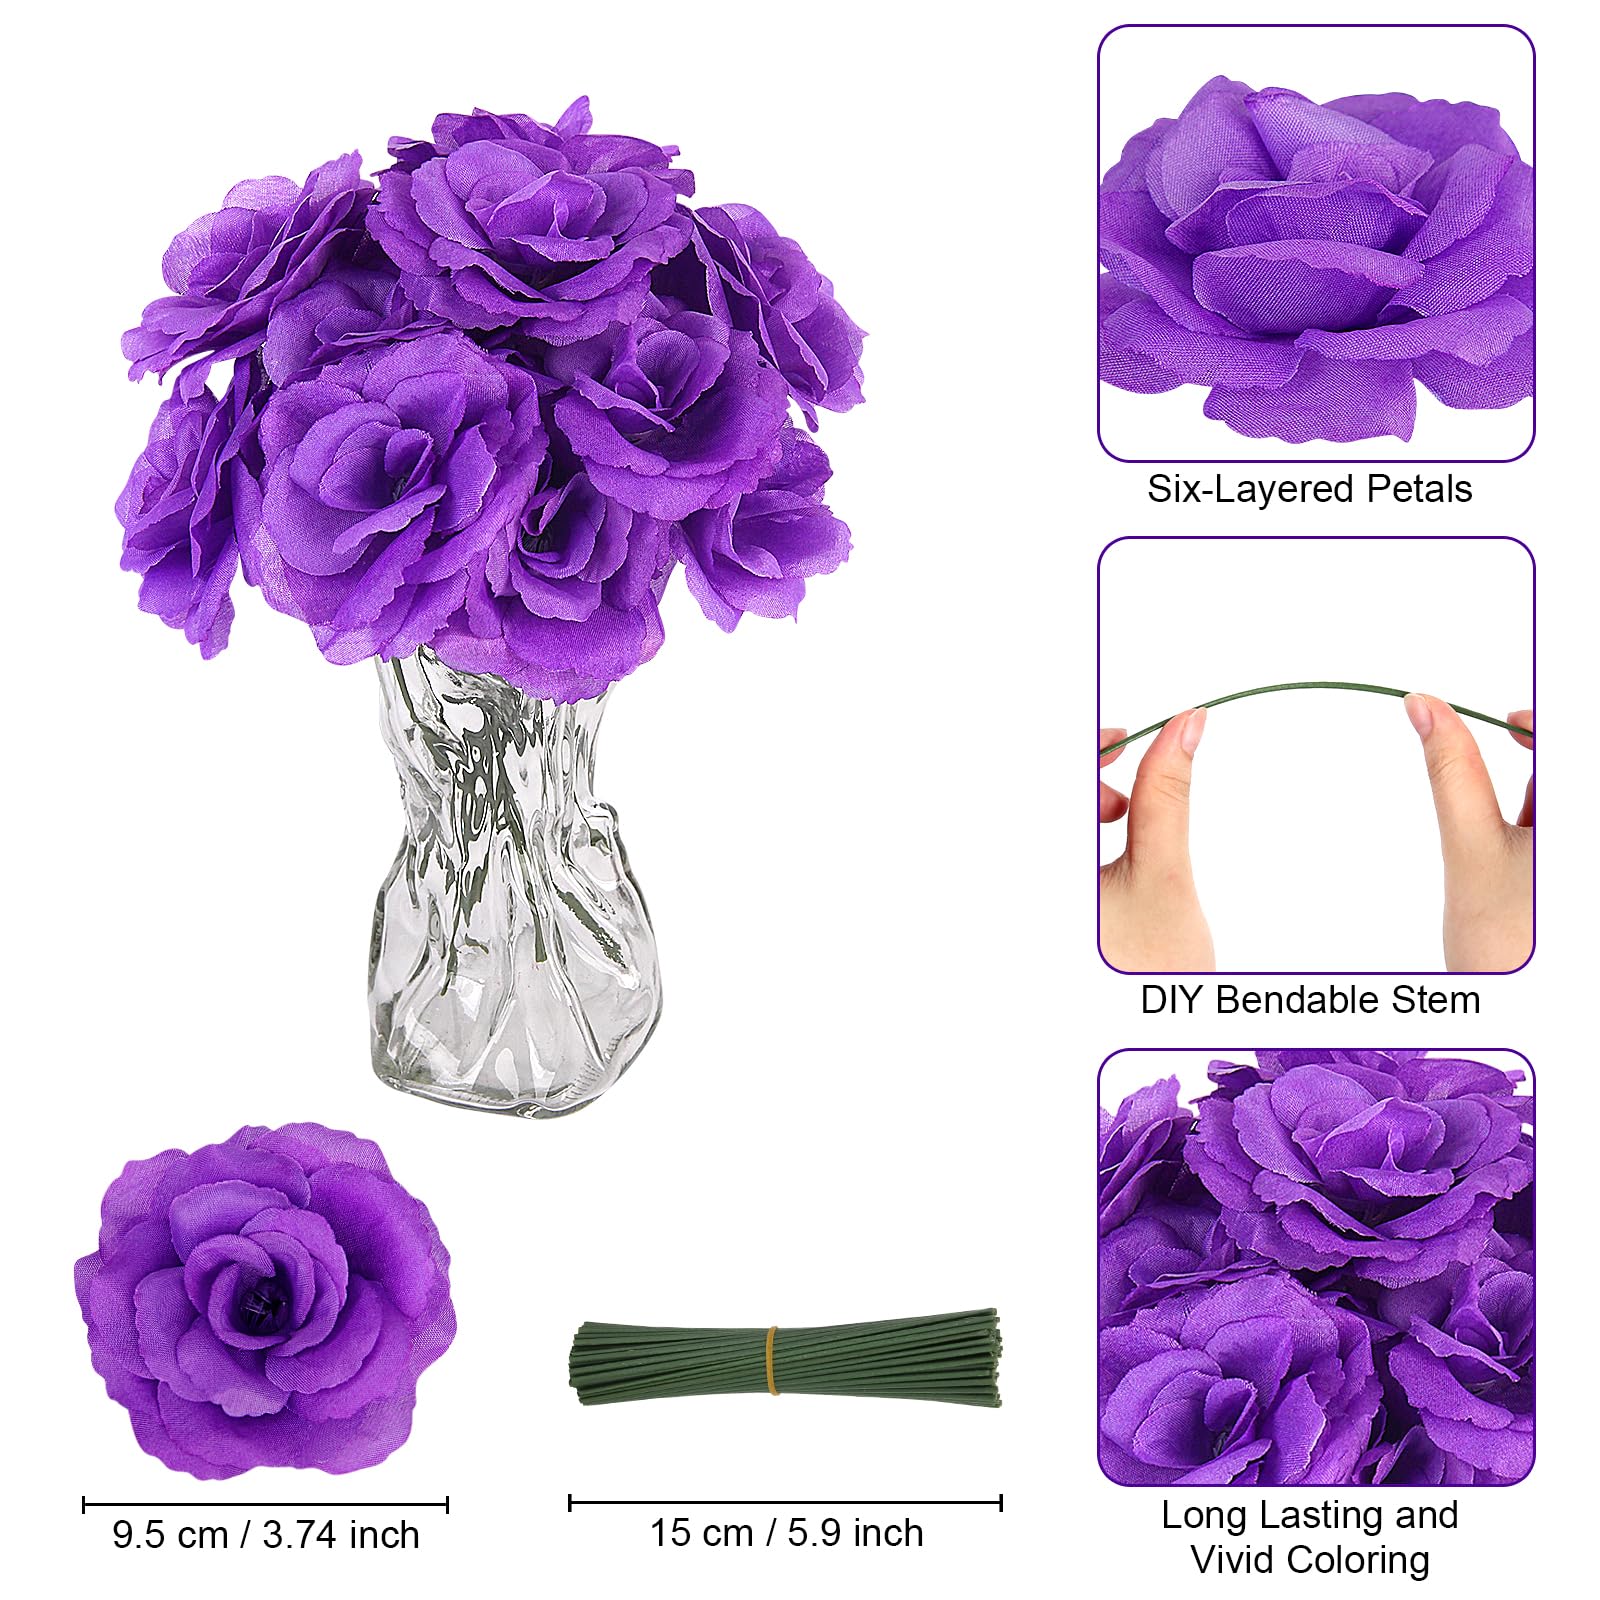 Six-Layered Petals
DIY Bendable Stem
Long Lasting and
Vivid Coloring
9.5 cm / 3.74 inch
15 cm / 5.9 inch